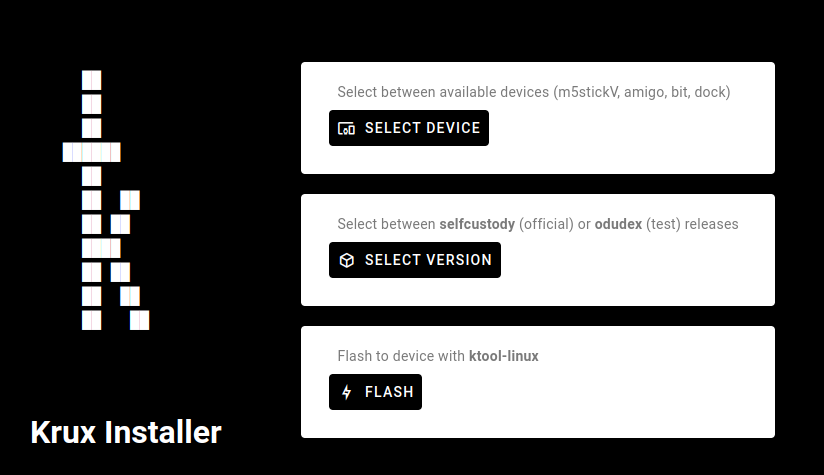 Select between available devices (m5stickV, amigo, bit, dock)
SELECT DEVICE
Select between selfcustody (official) or odudex (test) releases
SELECT VERSION
Flash to device with ktool-linux
FLASH
Krux Installer